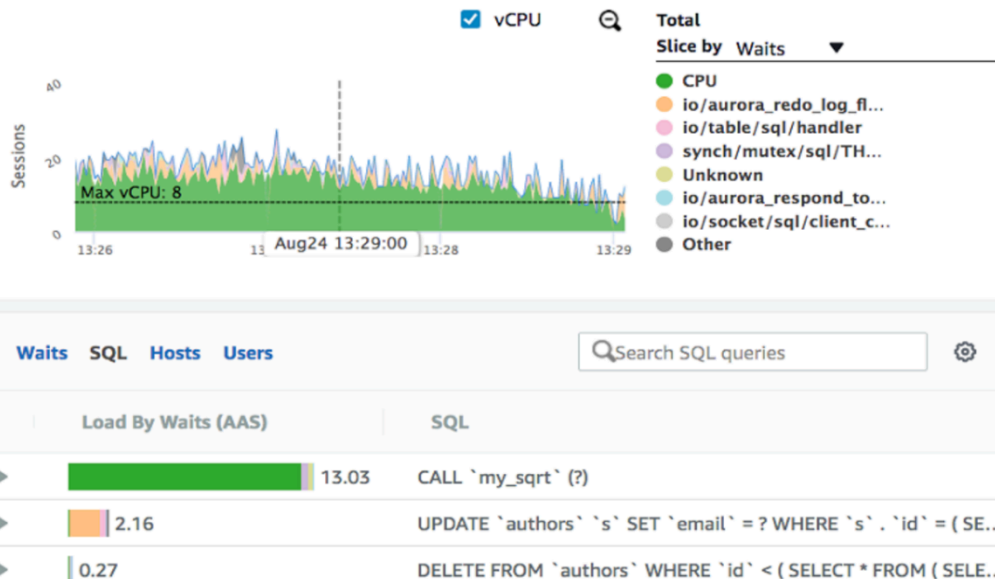 vCPU
Total
Slice by Waits
40
20
0
Sessions
Max vCPU: 8
13:26
13
Aug24 13:29:00
13:28
13:29
CPU
io/aurora_redo_log_fl...
io/table/sql/handler
synch/mutex/sql/TH...
Unknown
io/aurora_respond_to...
io/socket/sql/client_c...
Other
Waits SQL Hosts Users
Search SQL queries
Load By Waits (AAS) SQL
13.03 CALL `my_sqrt` (?)
2.16 UPDATE `authors` `s` SET `email` = ? WHERE `s` . `id` = ( SE...
0.27 DELETE FROM `authors` WHERE `id` < ( SELECT * FROM ( SELE...